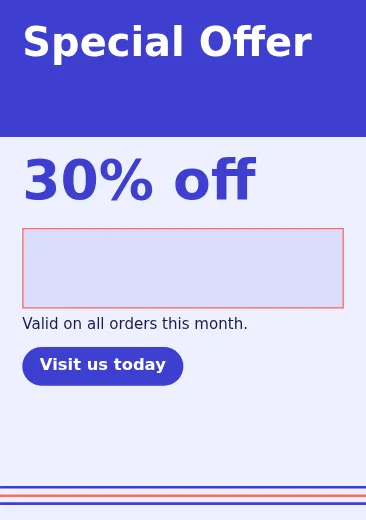 Special Offer
30% off
Valid on all orders this month.
Visit us today